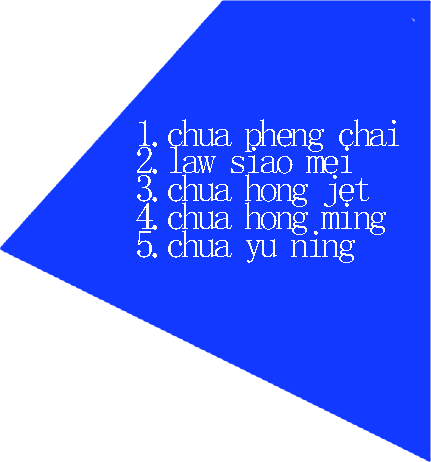 1. chua pheng chai
2. law siao mei
3. chua hong jet
4. chua hong ming
5. chua yu ning